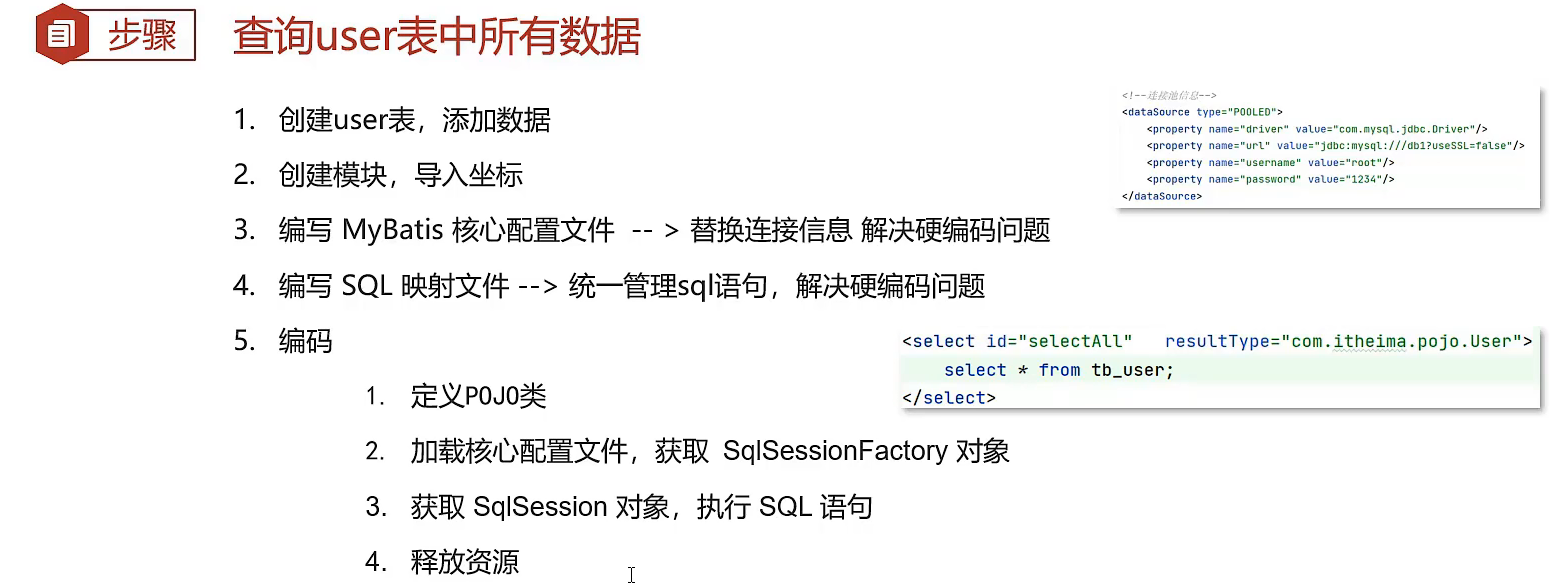 步骤 查询user表中所有数据
1. 创建user表，添加数据
2. 创建模块，导入坐标
3. 编写 MyBatis 核心配置文件 -- > 替换连接信息 解决硬编码问题
4. 编写 SQL 映射文件 --> 统一管理sql语句，解决硬编码问题
5. 编码
1. 定义POJO类
2. 加载核心配置文件，获取 SqlSessionFactory 对象
3. 获取 SqlSession 对象，执行 SQL 语句
4. 释放资源
<!--连接池信息-->
<dataSource type="POOLED">
<property name="driver" value="com.mysql.jdbc.Driver"/>
<property name="url" value="jdbc:mysql:///db1?useSSL=false"/>
<property name="username" value="root"/>
<property name="password" value="1234"/>
</dataSource>
<select id="selectAll" resultType="com.itheima.pojo.User">
select * from tb_user;
</select>